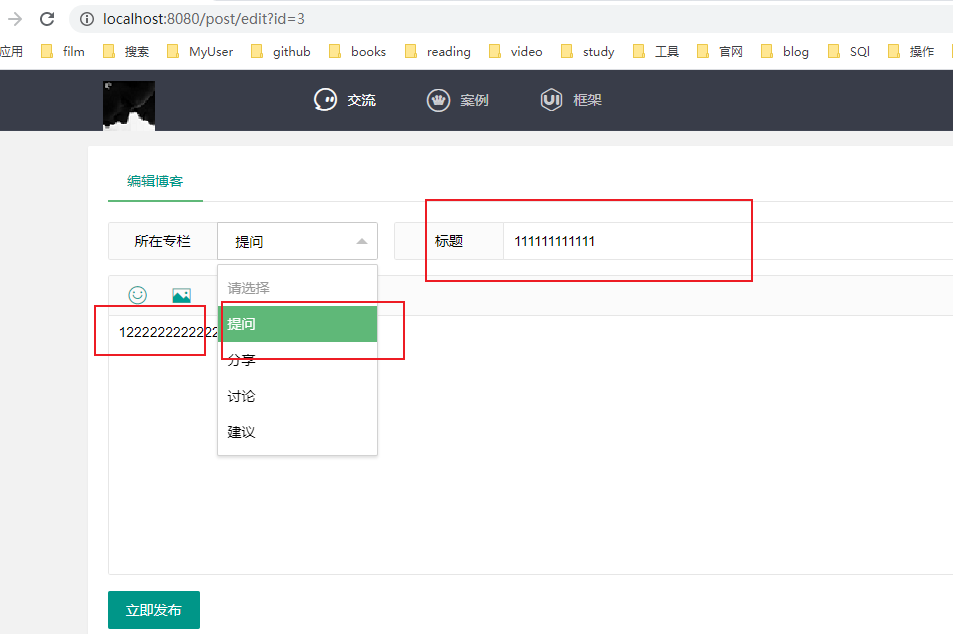 localhost:8080/post/edit?id=3
应用 film 搜索 MyUser github books reading video study 工具 官网 blog SQl 操作
交流 案例 UI 框架
编辑博客
所在专栏 提问 标题 111111111111
请选择
提问
分享
讨论
建议
立即发布